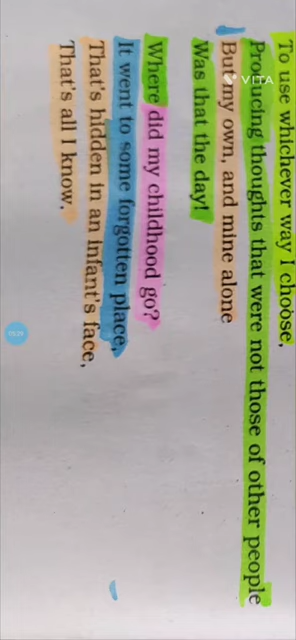 To use whichever way I choose,
Producing thoughts that were not those of other people
But my own, and mine alone
Was that the day!
Where did my childhood go?
It went to some forgotten place,
That's hidden in an infant's face,
That's all I know.
VITA